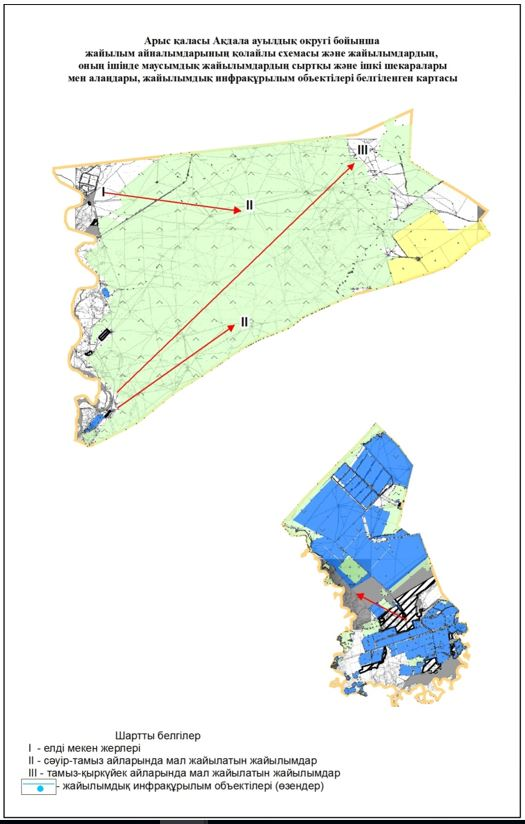 Арыс қаласы Ақдала ауылдық округі бойынша
жайылым айналымдарының қолайлы схемасы және жайылымдардың,
оның ішінде маусымдық жайылымдардың сыртқы және ішкі шекаралары
мен алаңдары, жайылымдық инфрақұрылым объектілері белгіленген картасы
III
I
II
II
Шартты белгілер
I - елді мекен жерлері
II - сәуір-тамыз айларында мал жайылатын жайылымдар
III - тамыз-қыркүйек айларында мал жайылатын жайылымдар
- жайылымдық инфрақұрылым объектілері (өзендер)